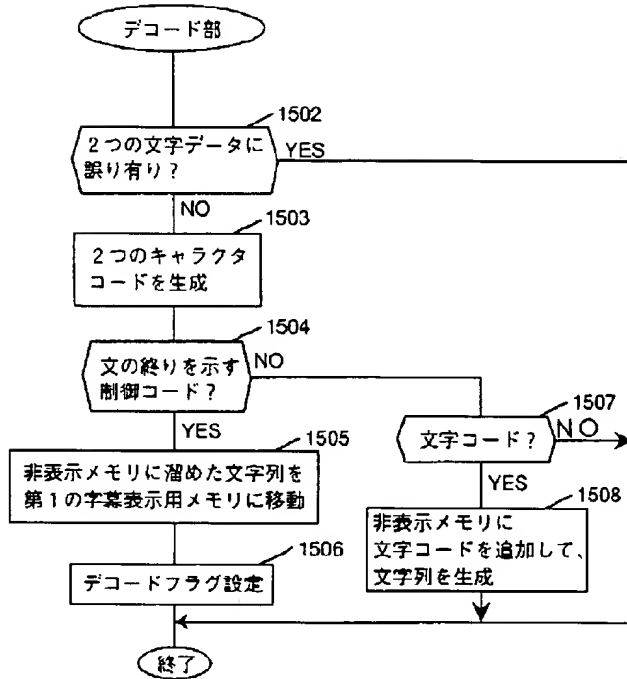 デコード部
1502
2つの文字データに
誤り有り?
YES
NO
1503
2つのキャラクタ
コードを生成
1504
文の終りを示す
制御コード?
NO
YES
1507
文字コード?
NO
1505
非表示メモリに溜めた文字列を
第1の字幕表示用メモリに移動
YES
1508
非表示メモリに
文字コードを追加して、
文字列を生成
1506
デコードフラグ設定
終了